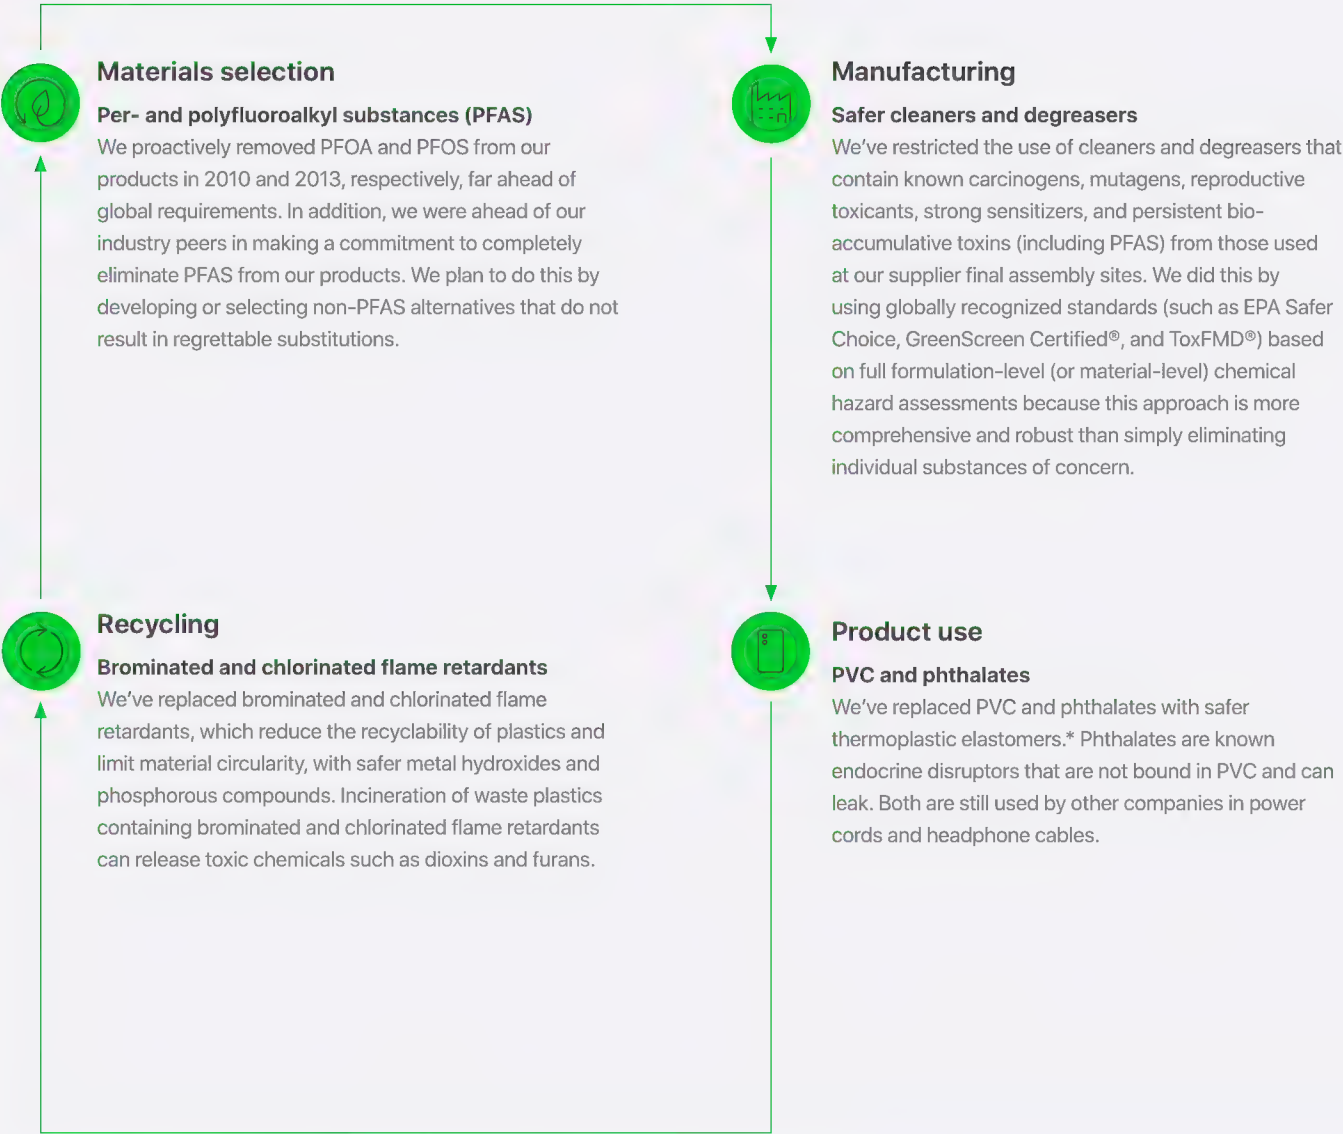 Materials selection
Per- and polyfluoroalkyl substances (PFAS)
We proactively removed PFOA and PFOS from our
products in 2010 and 2013, respectively, far ahead of
global requirements. In addition, we were ahead of our
industry peers in making a commitment to completely
eliminate PFAS from our products. We plan to do this by
developing or selecting non-PFAS alternatives that do not
result in regrettable substitutions.
Manufacturing
Safer cleaners and degreasers
We’ve restricted the use of cleaners and degreasers that
contain known carcinogens, mutagens, reproductive
toxicants, strong sensitizers, and persistent bio-
accumulative toxins (including PFAS) from those used
at our supplier final assembly sites. We did this by
using globally recognized standards (such as EPA Safer
Choice, GreenScreen Certified®, and ToxFMD®) based
on full formulation-level (or material-level) chemical
hazard assessments because this approach is more
comprehensive and robust than simply eliminating
individual substances of concern.
Recycling
Brominated and chlorinated flame retardants
We’ve replaced brominated and chlorinated flame
retardants, which reduce the recyclability of plastics and
limit material circularity, with safer metal hydroxides and
phosphorous compounds. Incineration of waste plastics
containing brominated and chlorinated flame retardants
can release toxic chemicals such as dioxins and furans.
Product use
PVC and phthalates
We’ve replaced PVC and phthalates with safer
thermoplastic elastomers.* Phthalates are known
endocrine disruptors that are not bound in PVC and can
leak. Both are still used by other companies in power
cords and headphone cables.